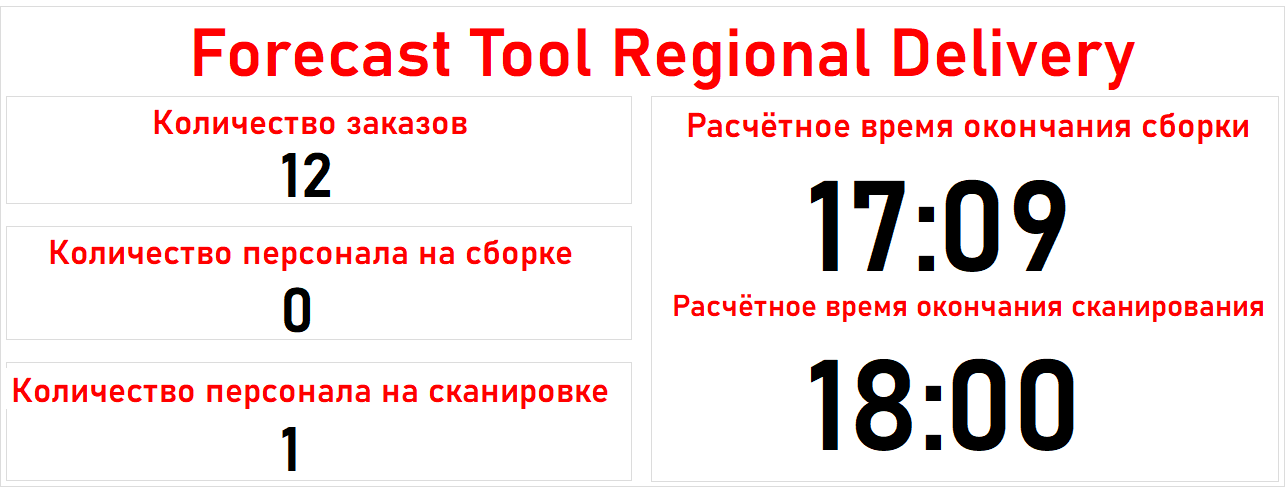 Forecast Tool Regional Delivery
Количество заказов
12
Количество персонала на сборке
0
Количество персонала на сканировке
1
Расчётное время окончания сборки
17:09
Расчётное время окончания сканирования
18:00